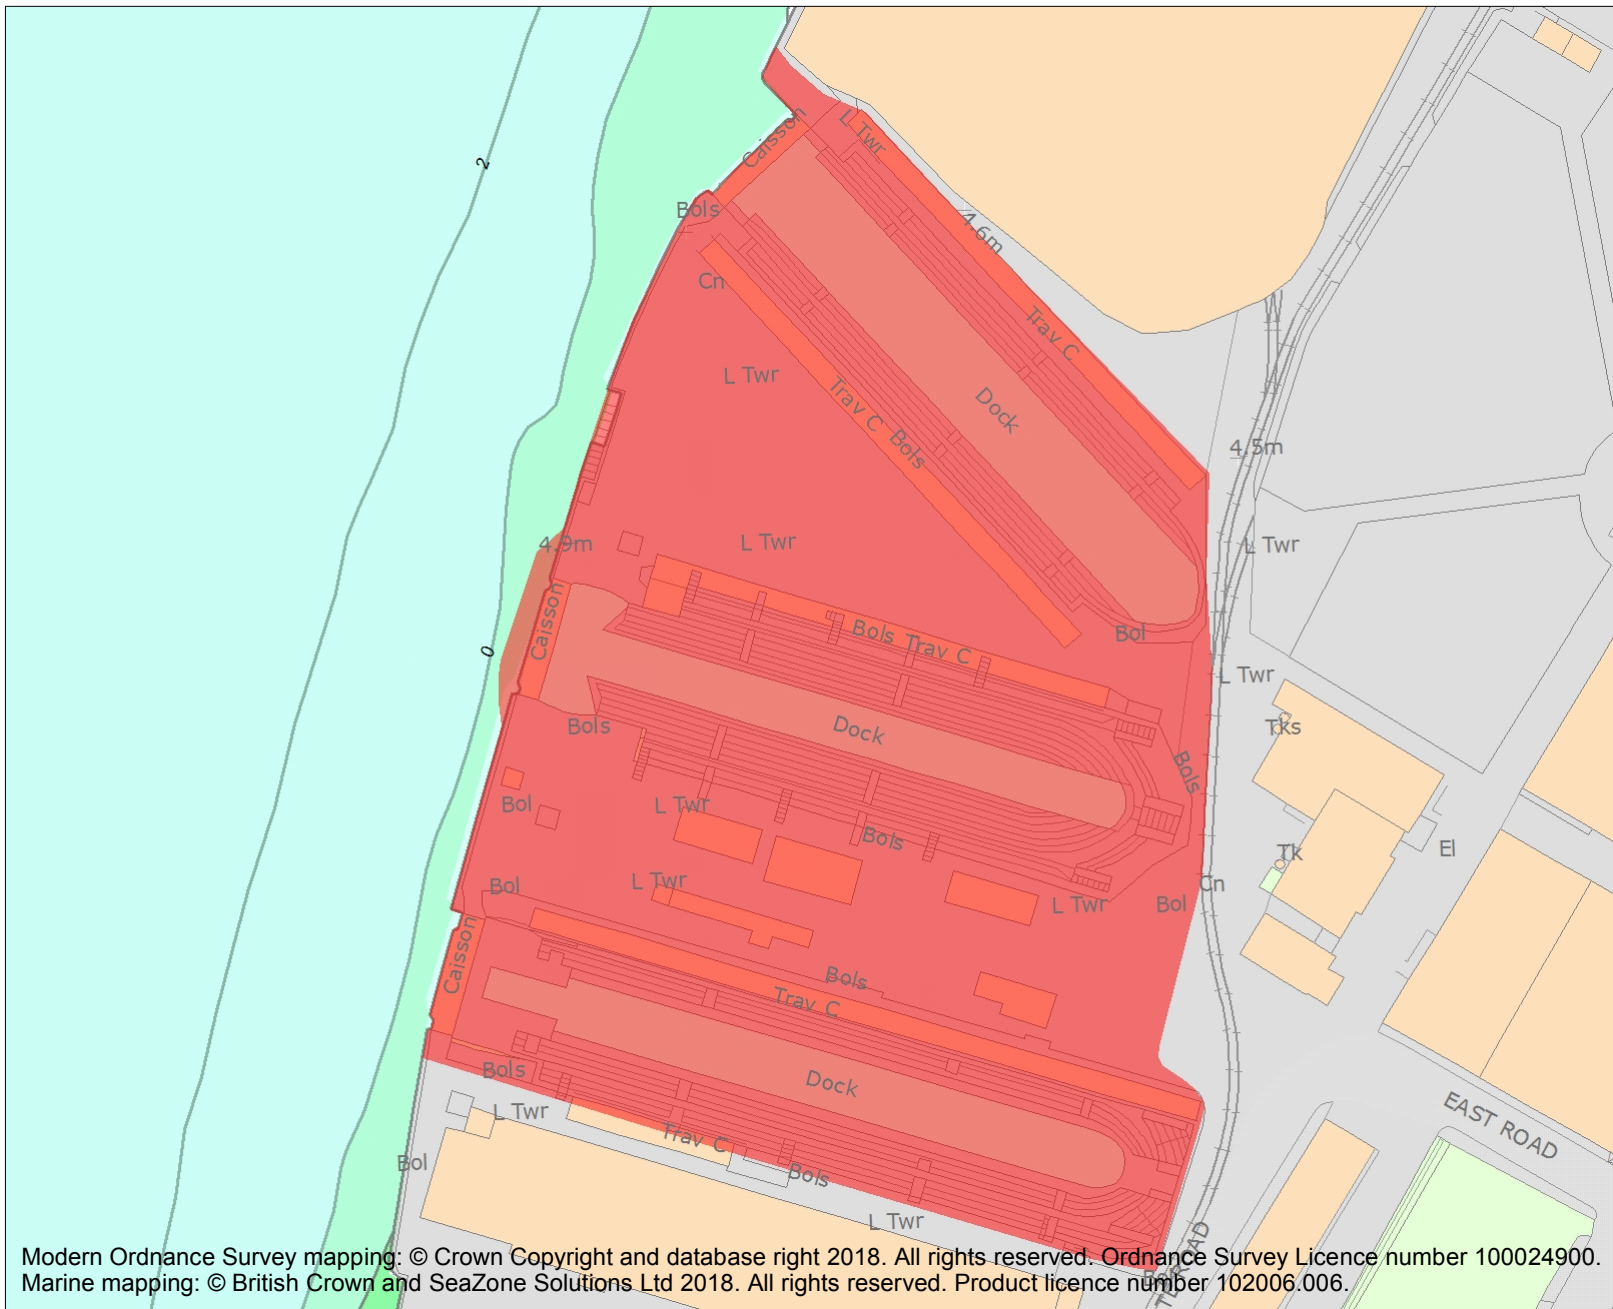 2
Caisson
L Twr
Bols
4.6m
Cn
Trav C
L Twr
Trav C
Bols
Dock
4.5m
4.9m
L Twr
L Twr
Caisson
Bols
Trav C
Bol
0
L Twr
Bols
Dock
Tks
Bols
Bol
L Twr
Bols
Tk
El
Bol
L Twr
L Twr
Bol
Cn
Caisson
Bols
Trav C
Bols
Dock
L Twr
EAST ROAD
Trav C
Bol
Bols
L Twr
Modern Ordnance Survey mapping: © Crown Copyright and database right 2018. All rights reserved. Ordnance Survey Licence number 100024900.
Marine mapping: © British Crown and SeaZone Solutions Ltd 2018. All rights reserved. Product licence number 102006.006.